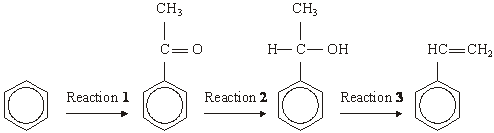 CH3 CH3
C=O H—C—OH HC=CH2
Reaction 1 Reaction 2 Reaction 3